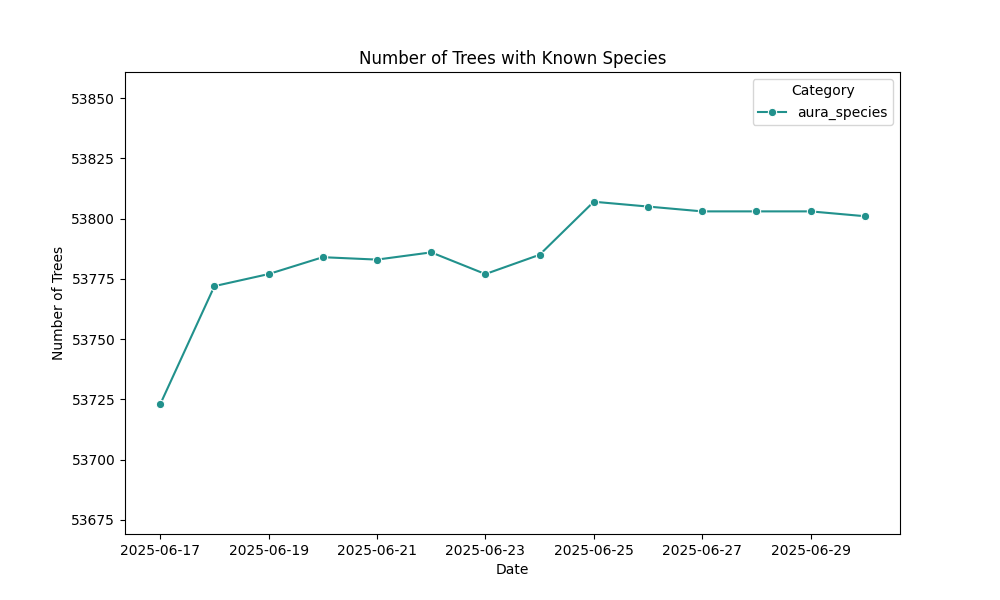 Number of Trees with Known Species
Category
aura_species
Number of Trees
53850
53825
53800
53775
53750
53725
53700
53675
2025-06-17 2025-06-19 2025-06-21 2025-06-23 2025-06-25 2025-06-27 2025-06-29
Date